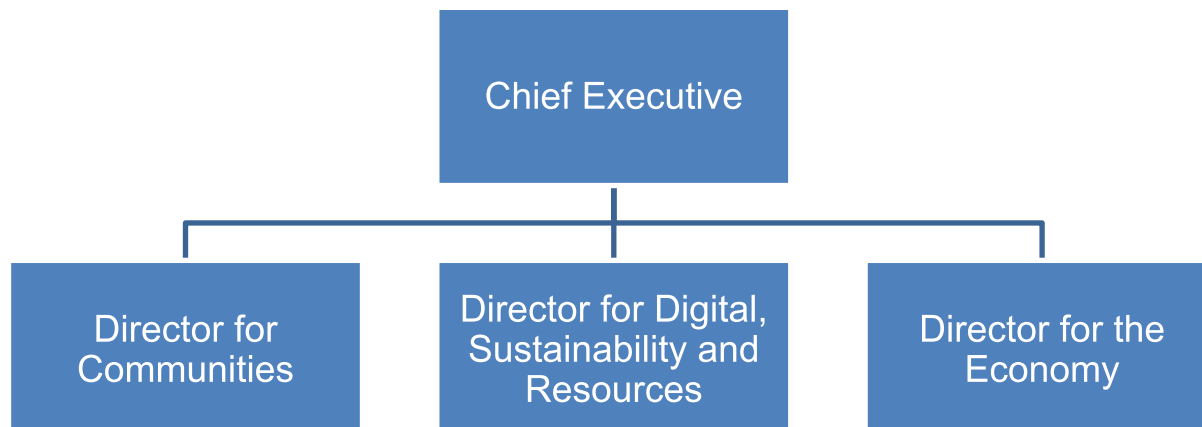 Chief Executive
Director for
Communities
Director for Digital,
Sustainability and
Resources
Director for the
Economy